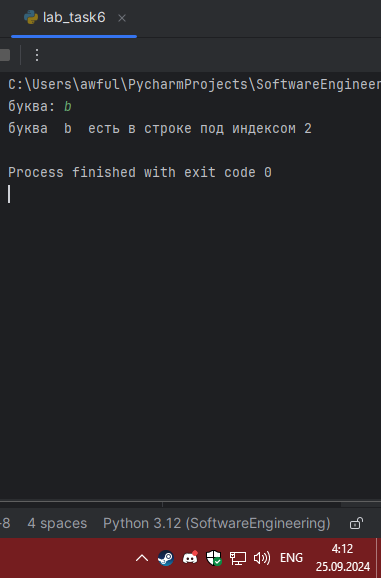 lab_task6
C:\Users\awful\PycharmProjects\SoftwareEngineer
буква: b
буква  b  есть в строке под индексом 2
Process finished with exit code 0
-8 4 spaces Python 3.12 (SoftwareEngineering)
ENG
4:12
25.09.2024